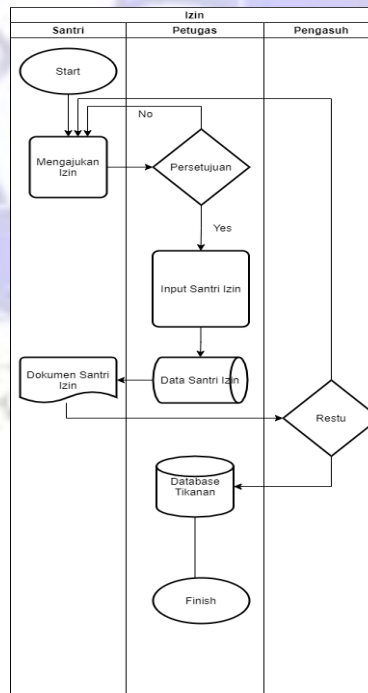 Izin
Santri
Petugas
Pengasuh
Start
No
Mengajukan
Izin
Persetujuan
Yes
Input Santri Izin
Dokumen Santri
Izin
Data Santri Izin
Restu
Database
Tikanan
Finish